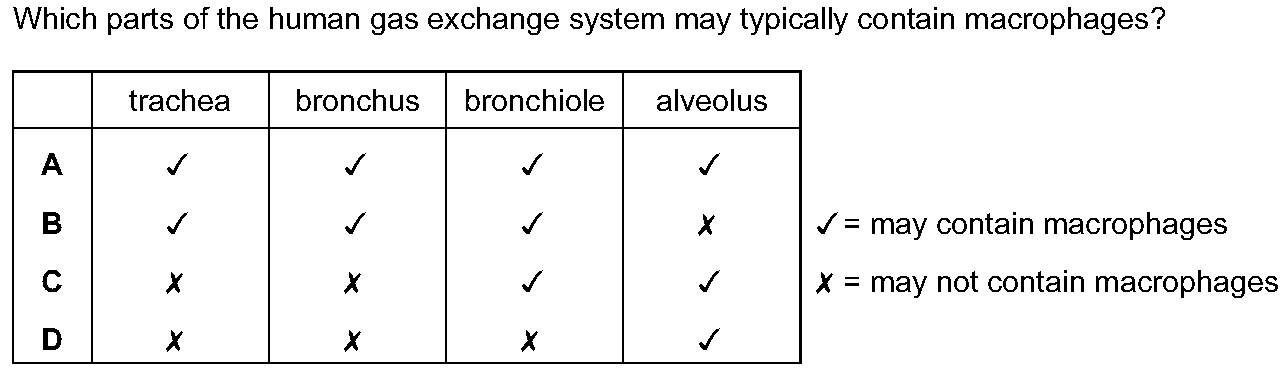 Which parts of the human gas exchange system may typically contain macrophages?
trachea bronchus bronchiole alveolus
A ✓ ✓ ✓ ✓
B ✓ ✓ ✓ ✗ ✓ = may contain macrophages
C ✗ ✗ ✓ ✓ ✗ = may not contain macrophages
D ✗ ✗ ✗ ✓